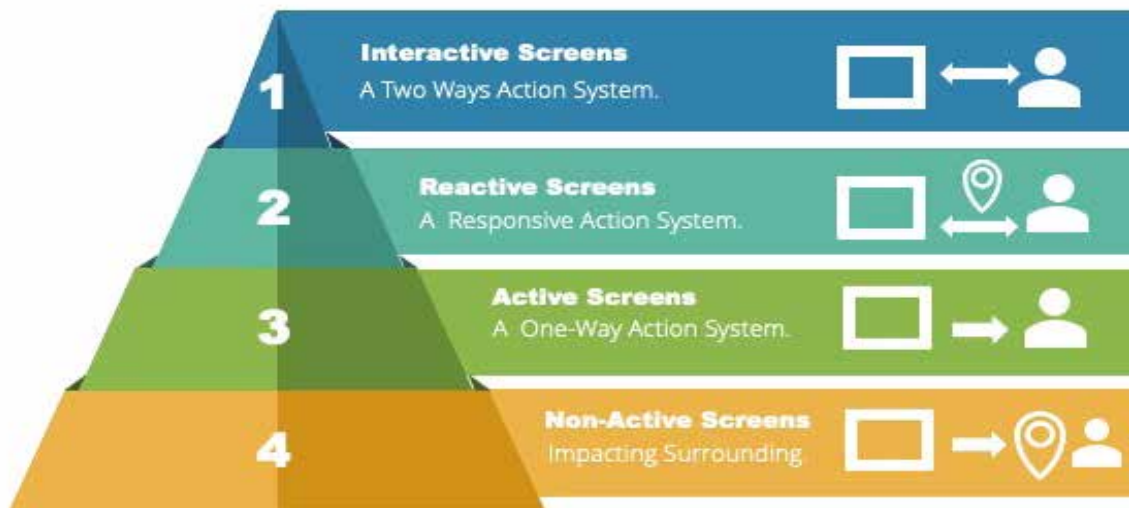 1
Interactive Screens
A Two Ways Action System.
2
Reactive Screens
A Responsive Action System.
3
Active Screens
A One-Way Action System.
4
Non-Active Screens
Impacting Surrounding